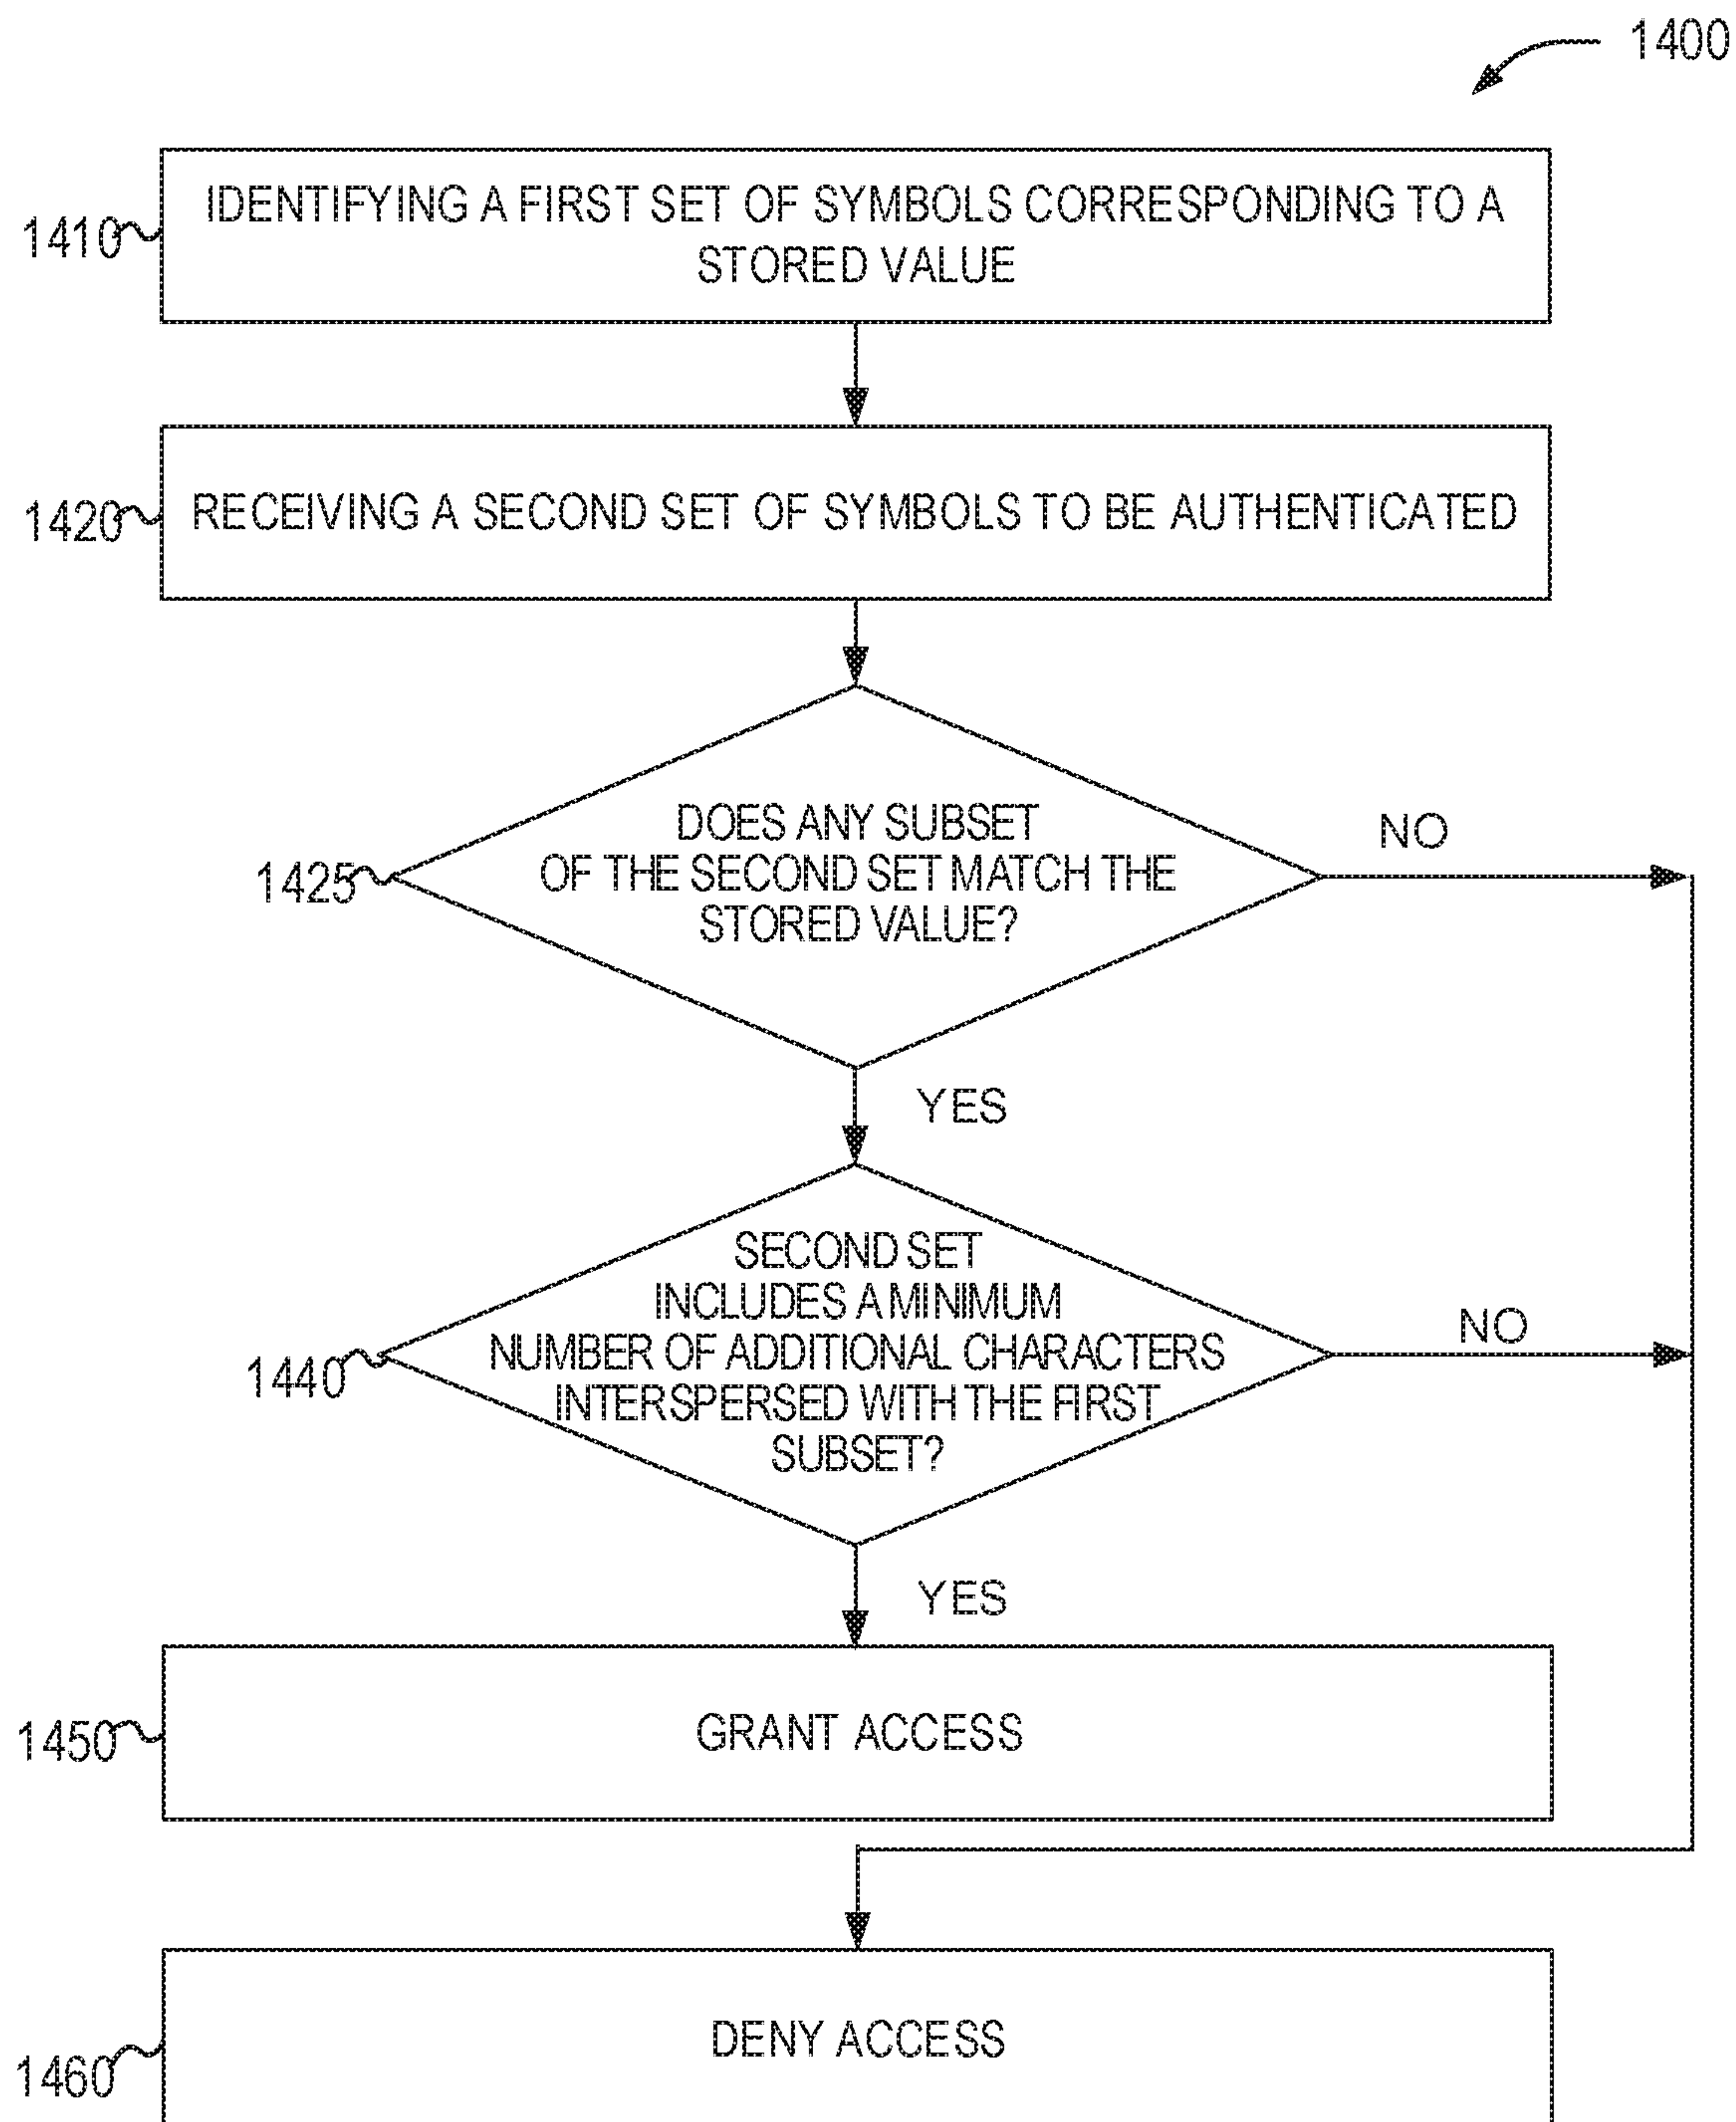 1400
1410
IDENTIFYING A FIRST SET OF SYMBOLS CORRESPONDING TO A
STORED VALUE
1420
RECEIVING A SECOND SET OF SYMBOLS TO BE AUTHENTICATED
1425
DOES ANY SUBSET
OF THE SECOND SET MATCH THE
STORED VALUE?
NO
YES
1440
SECOND SET
INCLUDES A MINIMUM
NUMBER OF ADDITIONAL CHARACTERS
INTERSPERSED WITH THE FIRST
SUBSET?
NO
YES
1450
GRANT ACCESS
1460
DENY ACCESS